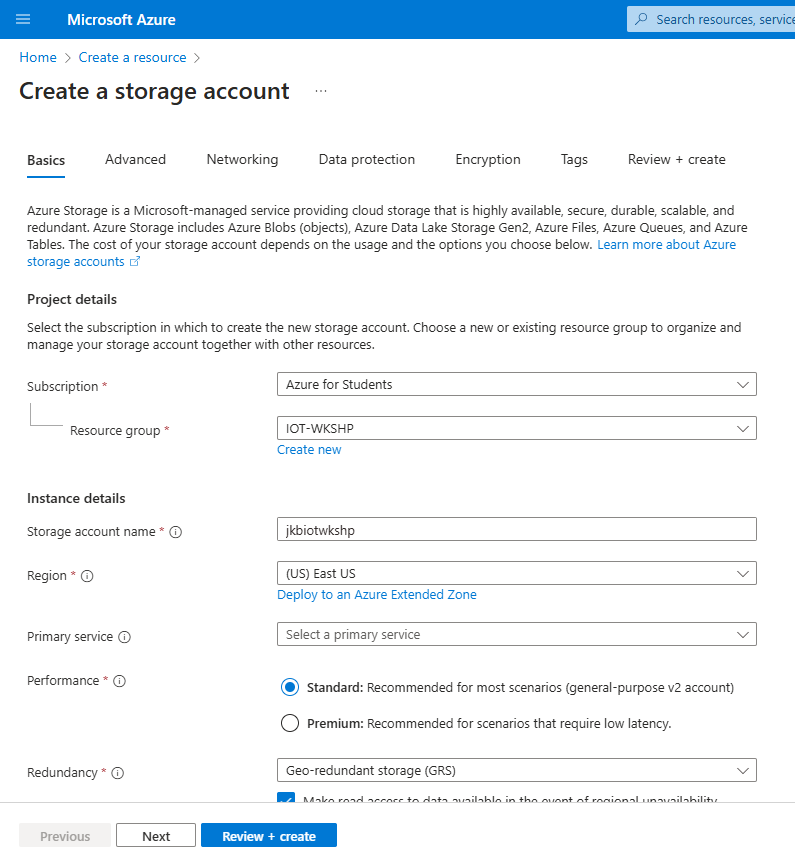 Microsoft Azure
Search resources, service
Home > Create a resource >
Create a storage account ...
Basics Advanced Networking Data protection Encryption Tags Review + create
Azure Storage is a Microsoft-managed service providing cloud storage that is highly available, secure, durable, scalable, and
redundant. Azure Storage includes Azure Blobs (objects), Azure Data Lake Storage Gen2, Azure Files, Azure Queues, and Azure
Tables. The cost of your storage account depends on the usage and the options you choose below. Learn more about Azure
storage accounts
Project details
Select the subscription in which to create the new storage account. Choose a new or existing resource group to organize and
manage your storage account together with other resources.
Subscription * Azure for Students
Resource group * IOT-WKSHP
Create new
Instance details
Storage account name * jkbiotwkshp
Region * (US) East US
Deploy to an Azure Extended Zone
Primary service Select a primary service
Performance * Standard: Recommended for most scenarios (general-purpose v2 account)
Premium: Recommended for scenarios that require low latency.
Redundancy * Geo-redundant storage (GRS)
Make read access to data available in the event of regional unavailability.
Previous Next Review + create